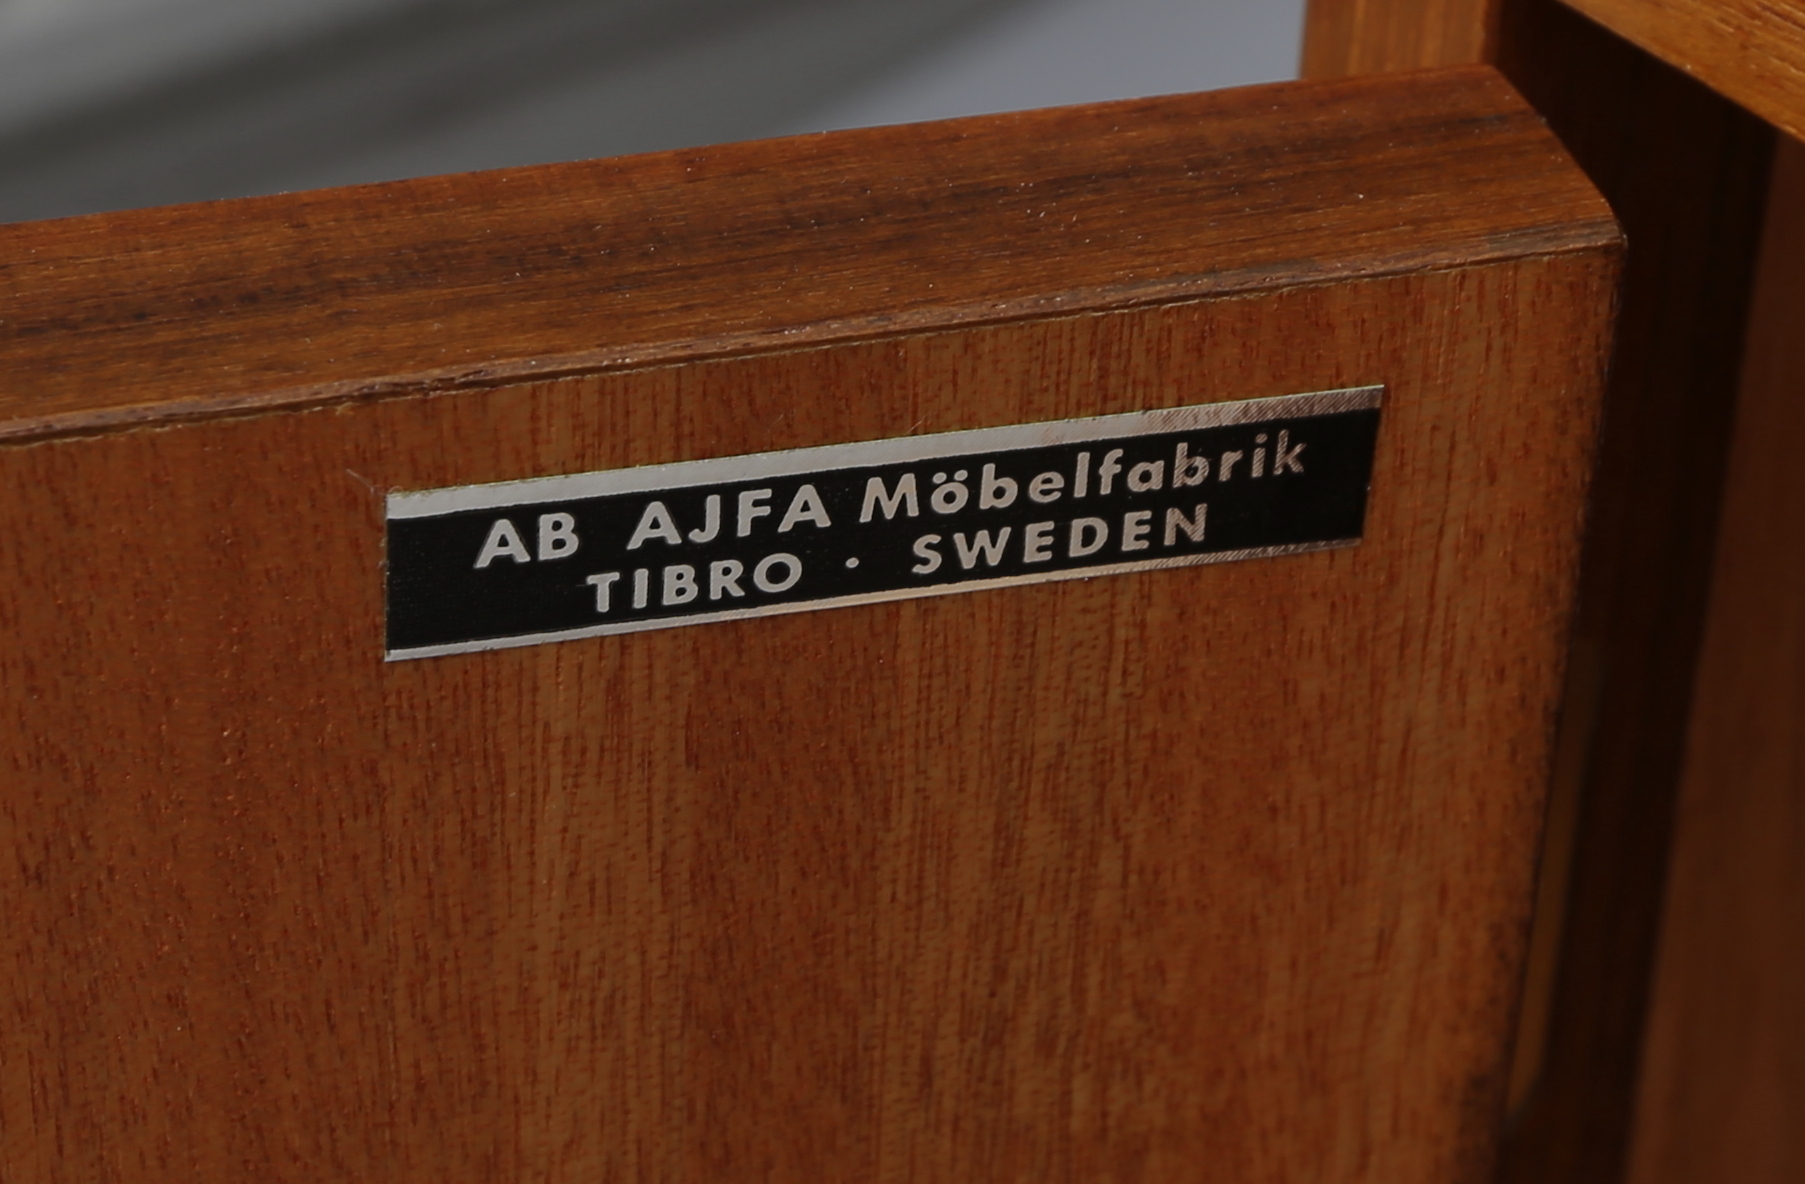 AB AJFA Möbelfabrik
TIBRO · SWEDEN